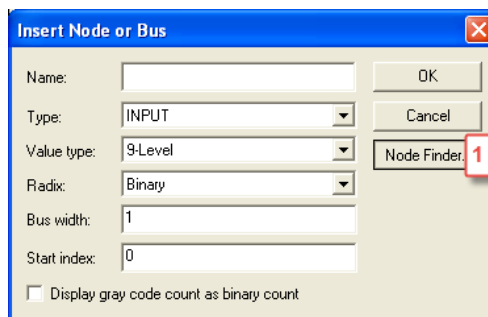 Insert Node or Bus
Name:
OK
Type:
INPUT
Cancel
Value type:
9-Level
Node Finder.
1
Radix:
Binary
Bus width:
1
Start index:
0
Display gray code count as binary count